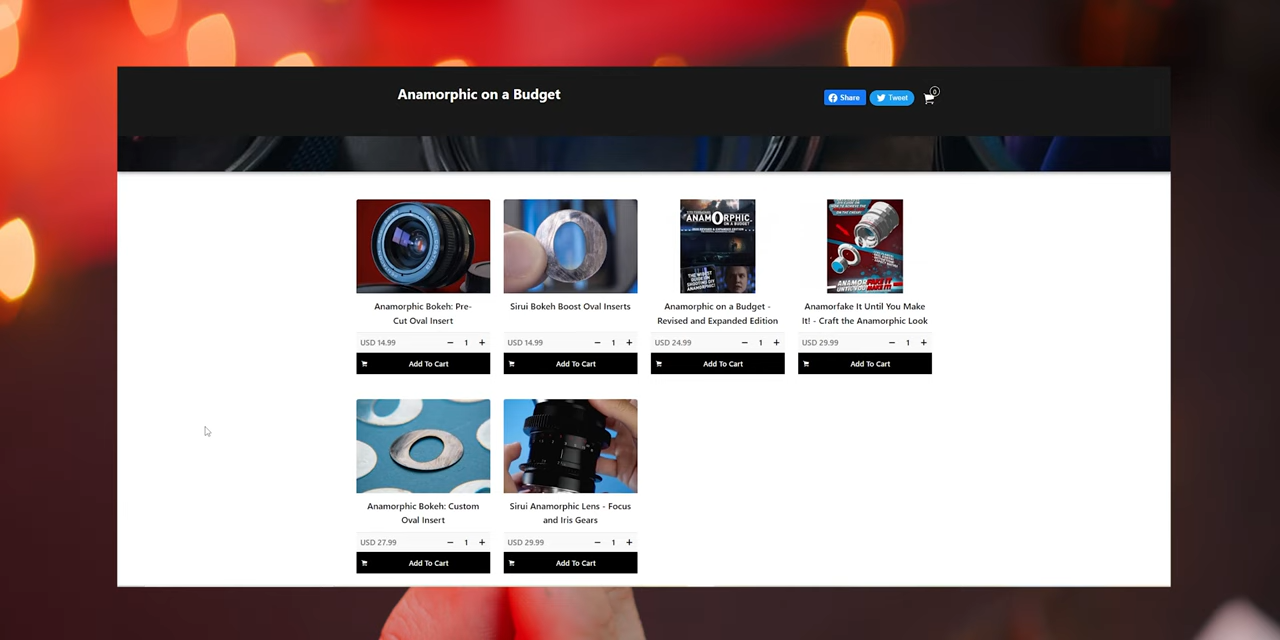 Anamorphic on a Budget
Share
Tweet
0
Anamorphic Bokeh: Pre-
Cut Oval Insert
USD 14.99 − 1 +
Add To Cart
Sirui Bokeh Boost Oval Inserts
USD 14.99 − 1 +
Add To Cart
ANAMORPHIC
ON A BUDGET
Anamorphic on a Budget -
Revised and Expanded Edition
USD 24.99 − 1 +
Add To Cart
Anamorfake It Until You Make
It! - Craft the Anamorphic Look
USD 29.99 − 1 +
Add To Cart
Anamorphic Bokeh: Custom
Oval Insert
USD 27.99 − 1 +
Add To Cart
Sirui Anamorphic Lens - Focus
and Iris Gears
USD 29.99 − 1 +
Add To Cart